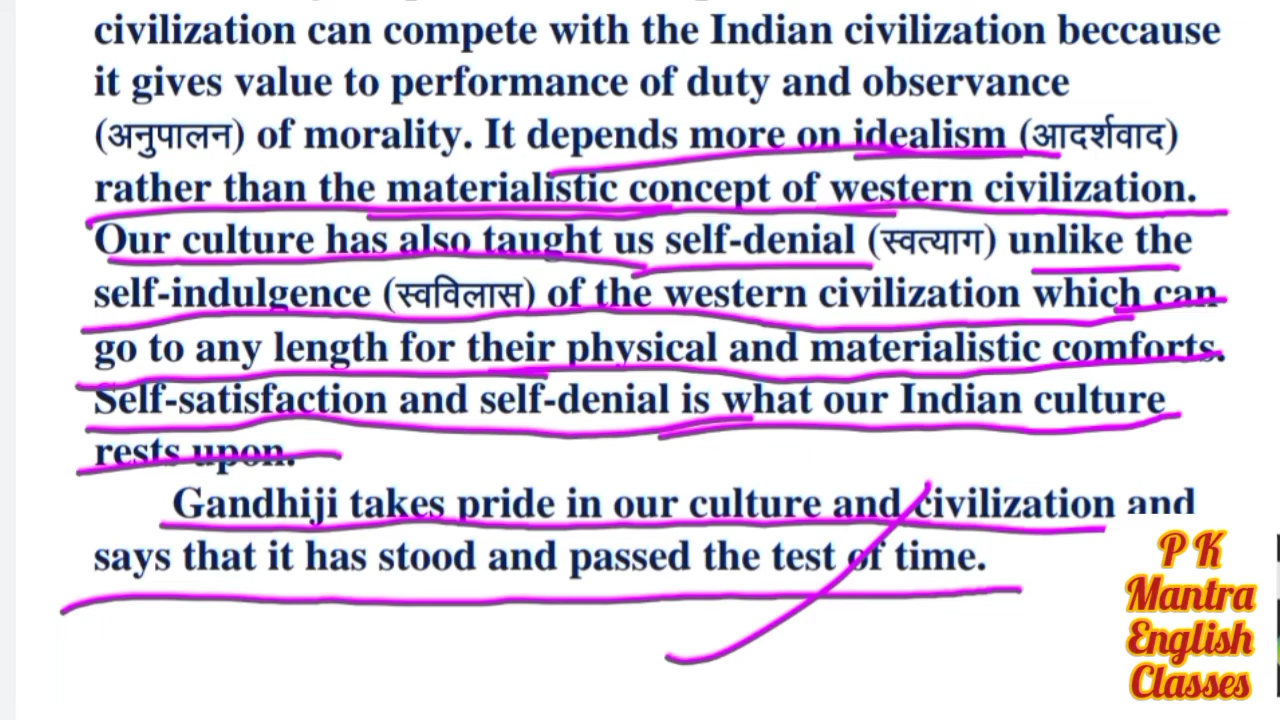 civilization can compete with the Indian civilization beccause
it gives value to performance of duty and observance
(अनुपालन) of morality. It depends more on idealism (आदर्शवाद)
rather than the materialistic concept of western civilization.
Our culture has also taught us self-denial (स्वत्याग) unlike the
self-indulgence (स्वविलास) of the western civilization which can
go to any length for their physical and materialistic comforts.
Self-satisfaction and self-denial is what our Indian culture
rests upon.
Gandhiji takes pride in our culture and civilization and
says that it has stood and passed the test of time.
P K
Mantra
English
Classes